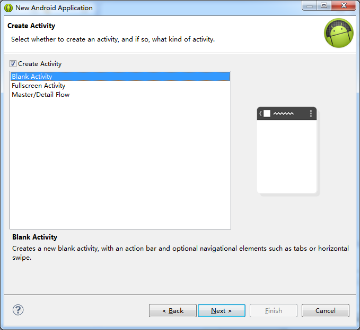 New Android Application
Create Activity
Select whether to create an activity, and if so, what kind of activity.
Create Activity
Blank Activity
Fullscreen Activity
Master/Detail Flow
Blank Activity
Creates a new blank activity, with an action bar and optional navigational elements such as tabs or horizontal
swipe.
? < Back Next > Finish Cancel